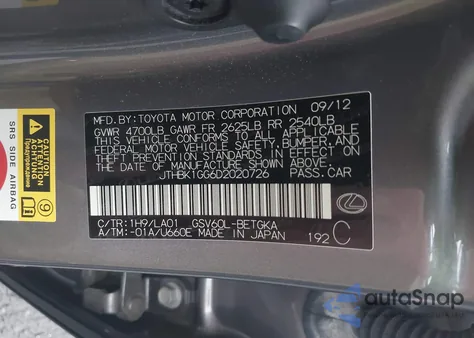 MFD.BY:TOYOTA MOTOR CORPORATION 09/12
GVWR 4700LB GAWR FR 2625LB RR 2540LB
THIS VEHICLE CONFORMS TO ALL APPLICABLE
FEDERAL MOTOR VEHICLE SAFETY,BUMPER,AND
THEFT PREVENTION STANDARDS IN EFFECT ON
THE DATE OF MANUFACTURE SHOWN ABOVE.
JTHBK1GG6D2020726 PASS.CAR
C/TR:1H9/LA01 GSV60L-BETGKA
A/TM:-01A/U660E MADE IN JAPAN 192 C
SRS SIDE AIRBAG
CAUTION
autoSnap